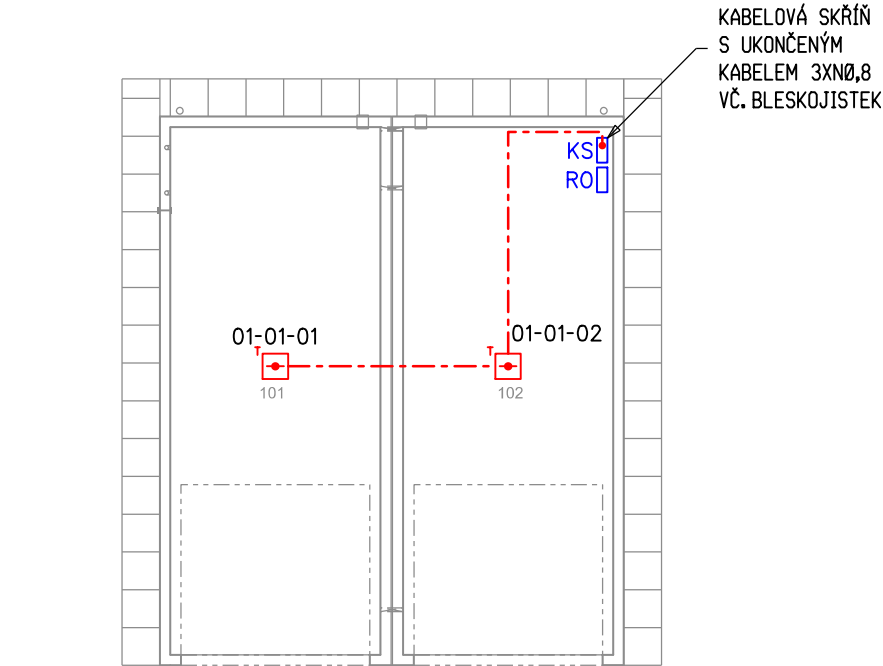 KABELOVÁ SKŘÍŇ
S UKONČENÝM
KABELEM 3XNØ,8
VČ. BLESKOJISTEK
KS
RO
01-01-01
01-01-02
T
T
101
102